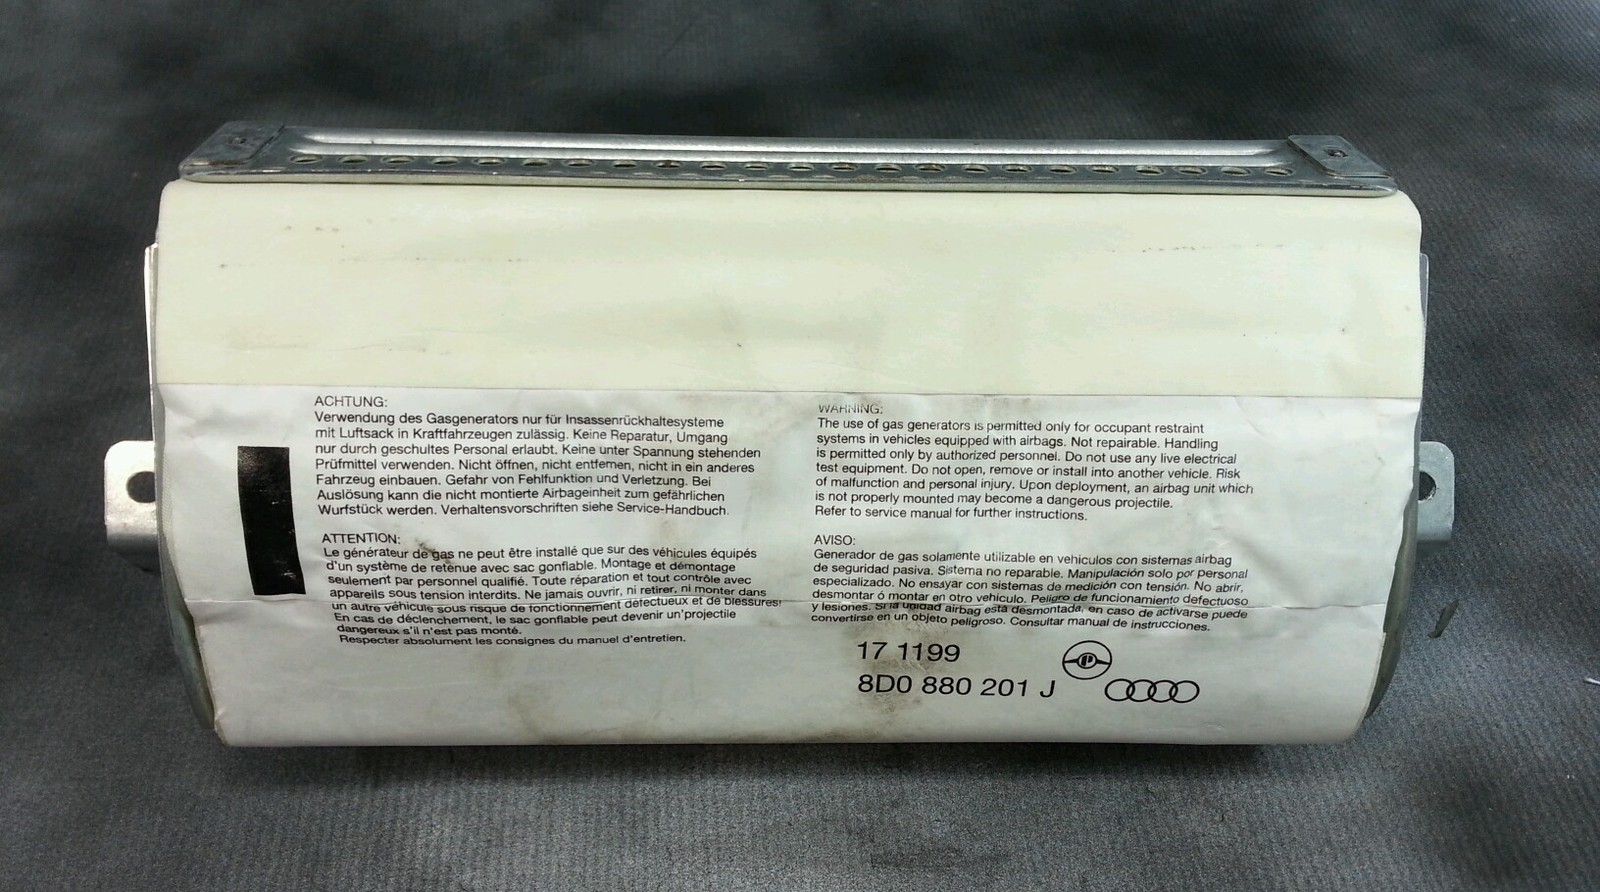 ACHTUNG:
Verwendung des Gasgenerators nur für Insassenrückhaltesysteme
mit Luftsack in Kraftfahrzeugen zulässig. Keine Reparatur, Umgang
nur durch geschultes Personal erlaubt. Keine unter Spannung stehenden
Prüfmittel verwenden. Nicht öffnen, nicht entfernen, nicht in ein anderes
Fahrzeug einbauen. Gefahr von Fehlfunktion und Verletzung. Bei
Auslösung kann die nicht montierte Airbageinheit zum gefährlichen
Wurfstück werden. Verhaltensvorschriften siehe Service-Handbuch.
ATTENTION:
Le générateur de gas ne peut être installé que sur des véhicules équipés
d'un système de retenue avec sac gonflable. Montage et démontage
seulement par personnel qualifié. Toute réparation et tout contrôle avec
appareils sous tension interdits. Ne jamais ouvrir, ni retirer, ni monter dans
un autre véhicule sous risque de fonctionnement défectueux et de blessures!
En cas de déclenchement, le sac gonflable peut devenir un'projectile
dangereux s'il n'est pas monté.
Respecter absolument les consignes du manuel d'entretien.
WARNING:
The use of gas generators is permitted only for occupant restraint
systems in vehicles equipped with airbags. Not repairable. Handling
is permitted only by authorized personnel. Do not use any live electrical
test equipment. Do not open, remove or install into another vehicle. Risk
of malfunction and personal injury. Upon deployment, an airbag unit which
is not properly mounted may become a dangerous projectile.
Refer to service manual for further instructions.
AVISO:
Generador de gas solamente utilizable en vehiculos con sistemas airbag
de seguridad pasiva. Sistema no reparable. Manipulación solo por personal
especializado. No ensayar con sistemas de medición con tensión. No abrir,
desmontar ó montar en otro vehículo. Peligro de funcionamiento defectuoso
y lesiones. Si la unidad airbag está desmontada, en caso de activarse puede
convertirse en un objeto peligroso. Consultar manual de instrucciones.
17 1199
P
8D0 880 201 J